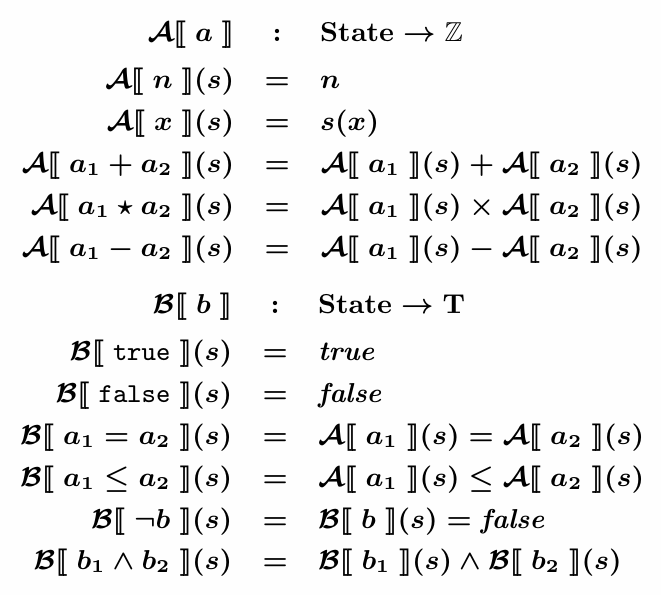 𝓐⟦ a ⟧ : State → ℤ
𝓐⟦ n ⟧(s) = n
𝓐⟦ x ⟧(s) = s(x)
𝓐⟦ a₁ + a₂ ⟧(s) = 𝓐⟦ a₁ ⟧(s) + 𝓐⟦ a₂ ⟧(s)
𝓐⟦ a₁ ⋆ a₂ ⟧(s) = 𝓐⟦ a₁ ⟧(s) × 𝓐⟦ a₂ ⟧(s)
𝓐⟦ a₁ − a₂ ⟧(s) = 𝓐⟦ a₁ ⟧(s) − 𝓐⟦ a₂ ⟧(s)
𝓑⟦ b ⟧ : State → T
𝓑⟦ true ⟧(s) = true
𝓑⟦ false ⟧(s) = false
𝓑⟦ a₁ = a₂ ⟧(s) = 𝓐⟦ a₁ ⟧(s) = 𝓐⟦ a₂ ⟧(s)
𝓑⟦ a₁ ≤ a₂ ⟧(s) = 𝓐⟦ a₁ ⟧(s) ≤ 𝓐⟦ a₂ ⟧(s)
𝓑⟦ ¬b ⟧(s) = 𝓑⟦ b ⟧(s) = false
𝓑⟦ b₁ ∧ b₂ ⟧(s) = 𝓑⟦ b₁ ⟧(s) ∧ 𝓑⟦ b₂ ⟧(s)